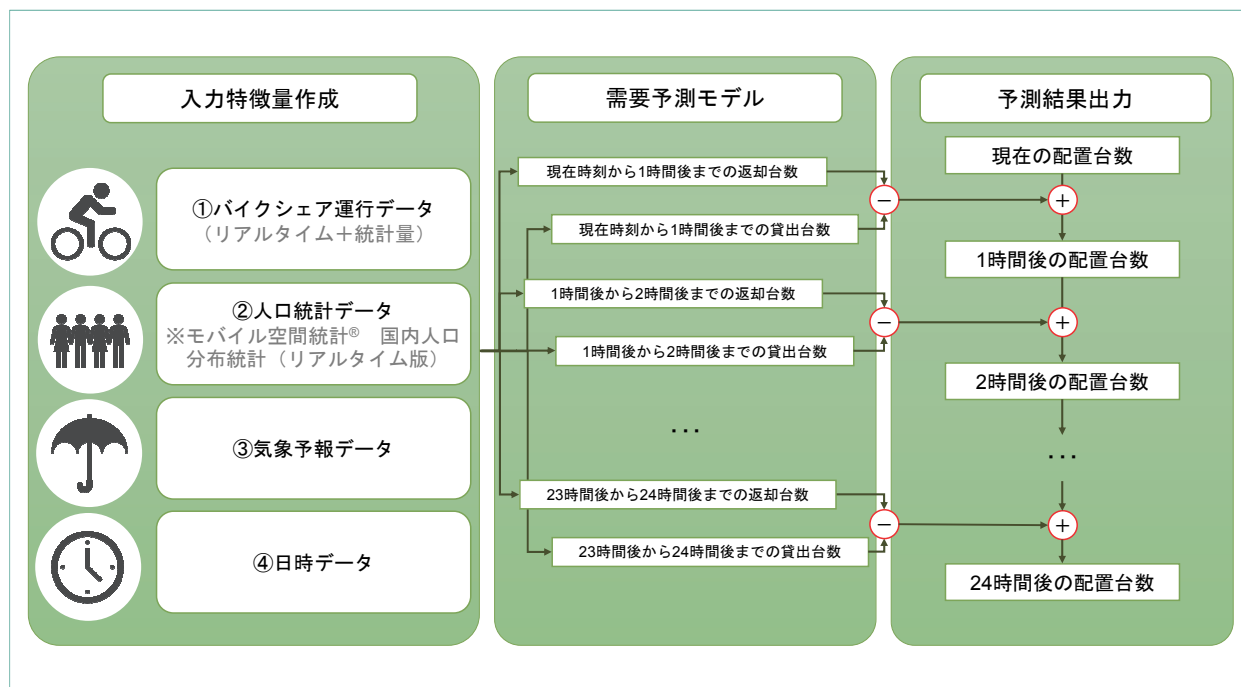 入力特徴量作成
①バイクシェア運行データ
（リアルタイム＋統計量）
②人口統計データ
※モバイル空間統計® 国内人口
分布統計（リアルタイム版）
③気象予報データ
④日時データ
需要予測モデル
現在時刻から1時間後までの返却台数
現在時刻から1時間後までの貸出台数
1時間後から2時間後までの返却台数
1時間後から2時間後までの貸出台数
…
23時間後から24時間後までの返却台数
23時間後から24時間後までの貸出台数
−
−
−
予測結果出力
現在の配置台数
+
1時間後の配置台数
+
2時間後の配置台数
…
+
24時間後の配置台数